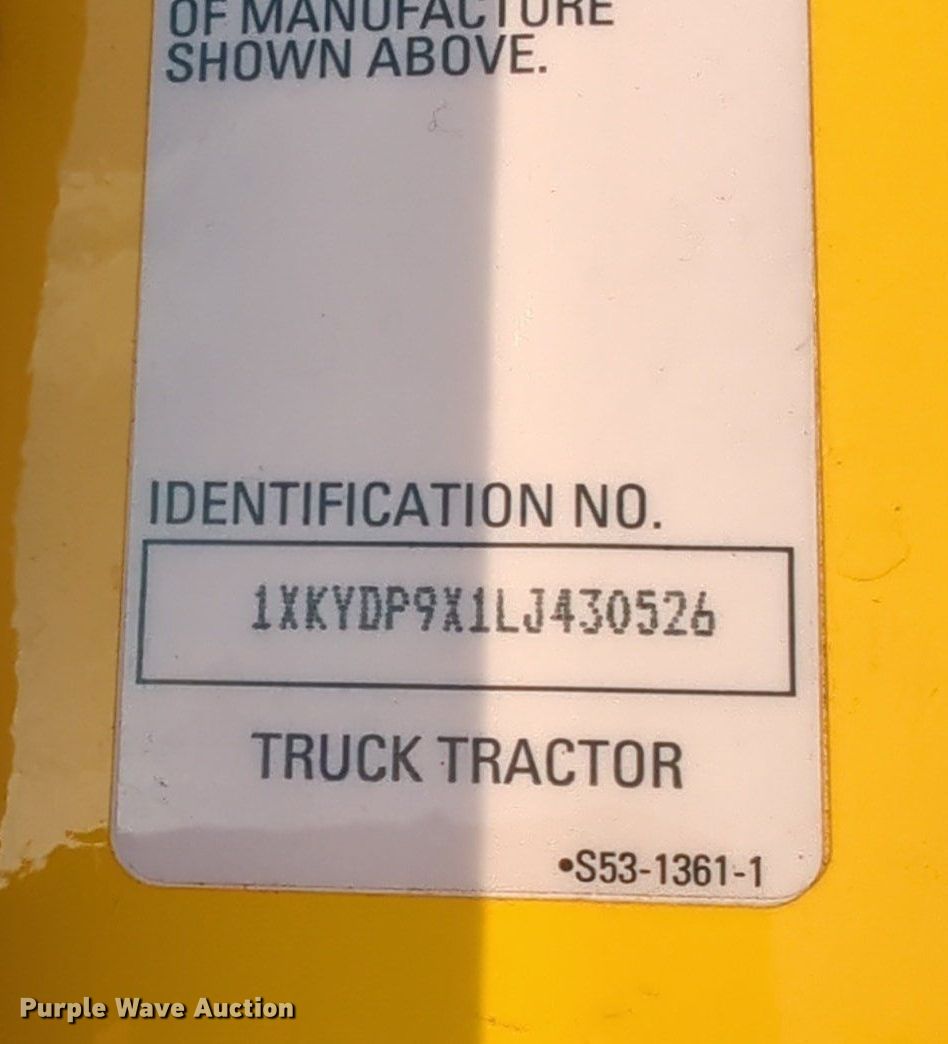 OF MANUFACTURE
SHOWN ABOVE.
IDENTIFICATION NO.
1XKYDP9X1LJ430526
TRUCK TRACTOR
•S53-1361-1
Purple Wave Auction